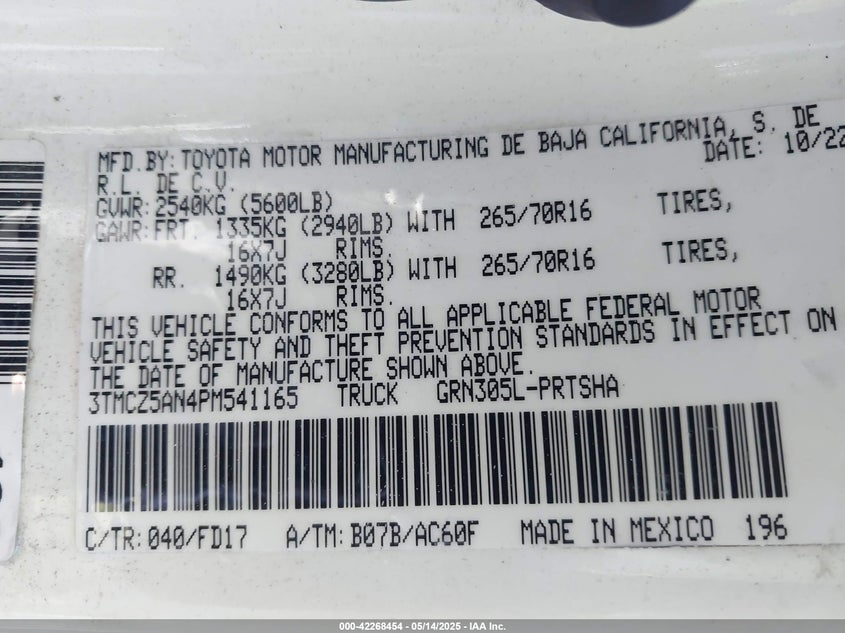 MFD.BY:TOYOTA MOTOR MANUFACTURING DE BAJA CALIFORNIA, S. DE
R.L. DE C.V. DATE: 10/22
GVWR:2540KG (5600LB)
GAWR:FRT. 1335KG (2940LB) WITH 265/70R16 TIRES,
16X7J RIMS.
RR. 1490KG (3280LB) WITH 265/70R16 TIRES,
16X7J RIMS.
THIS VEHICLE CONFORMS TO ALL APPLICABLE FEDERAL MOTOR
VEHICLE SAFETY AND THEFT PREVENTION STANDARDS IN EFFECT ON
THE DATE OF MANUFACTURE SHOWN ABOVE.
3TMCZ5AN4PM541165 TRUCK GRN305L-PRTSHA
C/TR:040/FD17 A/TM:B07B/AC60F MADE IN MEXICO 196
000-42268454 - 05/14/2025 - IAA Inc.